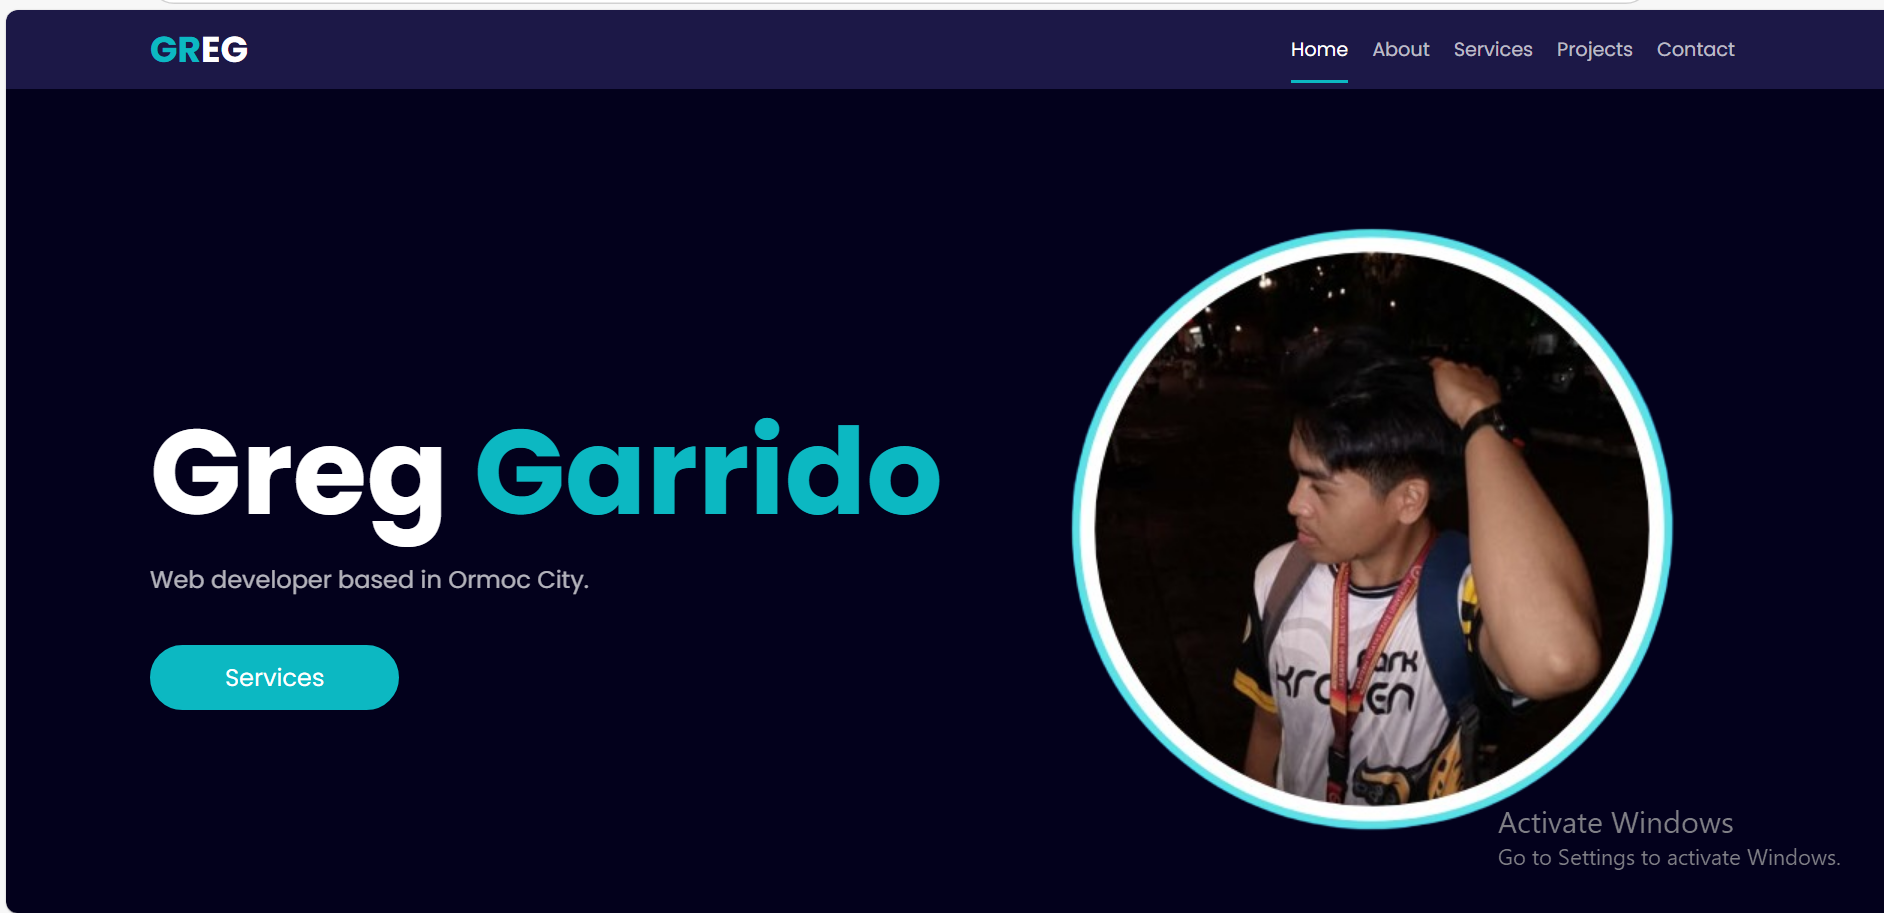 GREG
Home About Services Projects Contact
Greg Garrido
Web developer based in Ormoc City.
Services
Park
KraKEN
Activate Windows
Go to Settings to activate Windows.